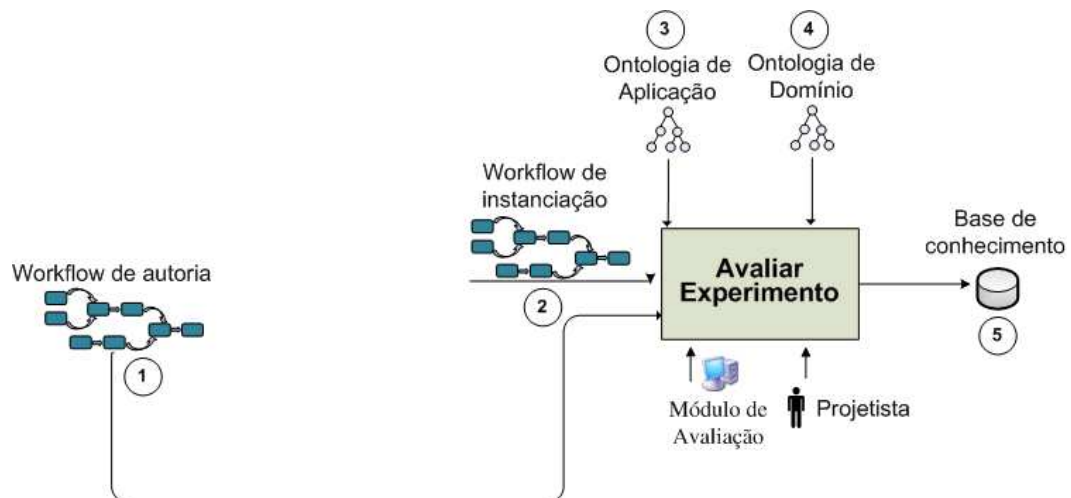 3
Ontologia de
Aplicação
4
Ontologia de
Domínio
Workflow de
instanciação
2
Workflow de autoria
1
Avaliar
Experimento
Base de
conhecimento
5
Módulo de
Avaliação
Projetista